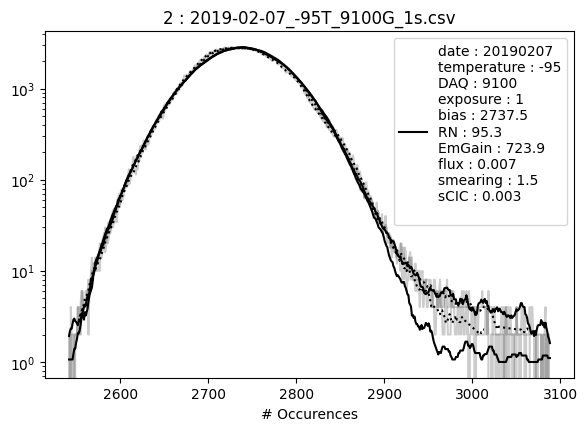 2 : 2019-02-07_-95T_9100G_1s.csv
date : 20190207
temperature : -95
DAQ : 9100
exposure : 1
bias : 2737.5
RN : 95.3
EmGain : 723.9
flux : 0.007
smearing : 1.5
sCIC : 0.003
10³
10²
10¹
10⁰
2600 2700 2800 2900 3000 3100
# Occurences